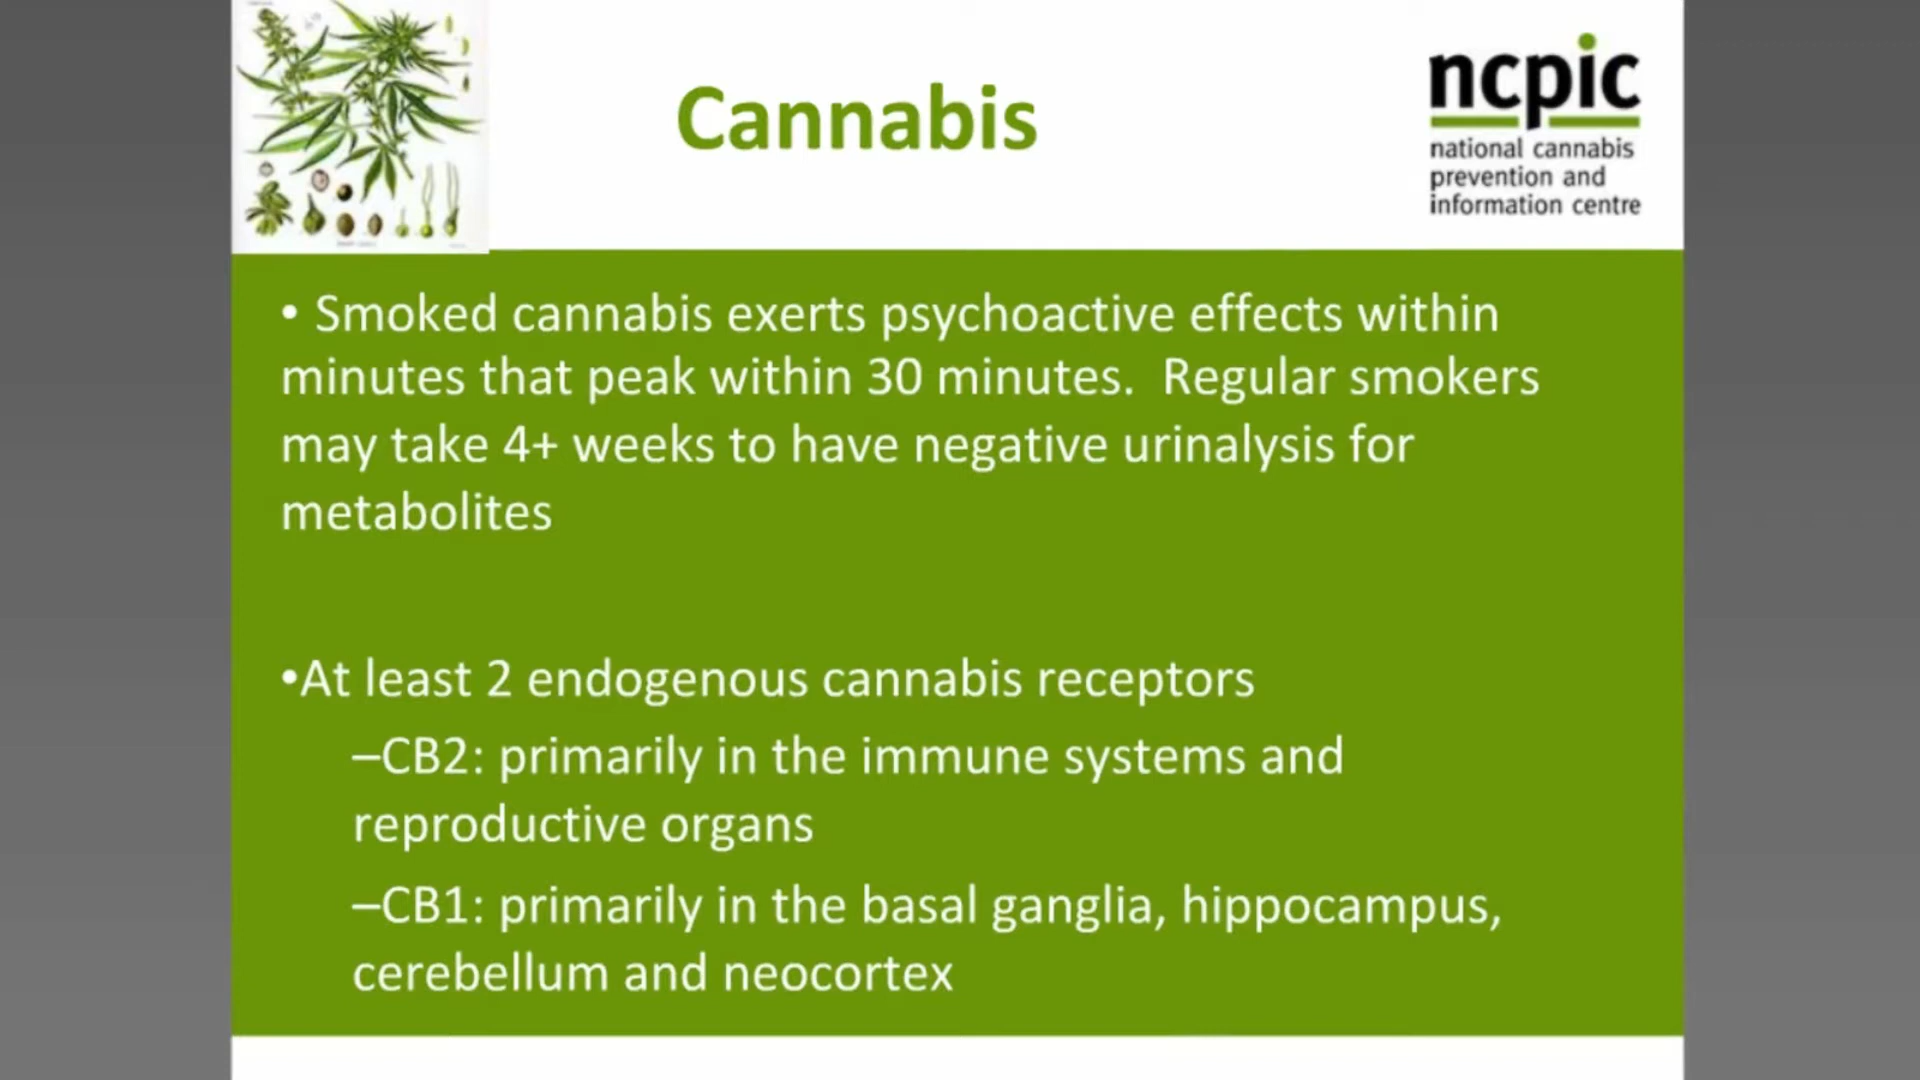 Cannabis
ncpic
national cannabis
prevention and
information centre
• Smoked cannabis exerts psychoactive effects within
minutes that peak within 30 minutes.  Regular smokers
may take 4+ weeks to have negative urinalysis for
metabolites
•At least 2 endogenous cannabis receptors
–CB2: primarily in the immune systems and
reproductive organs
–CB1: primarily in the basal ganglia, hippocampus,
cerebellum and neocortex